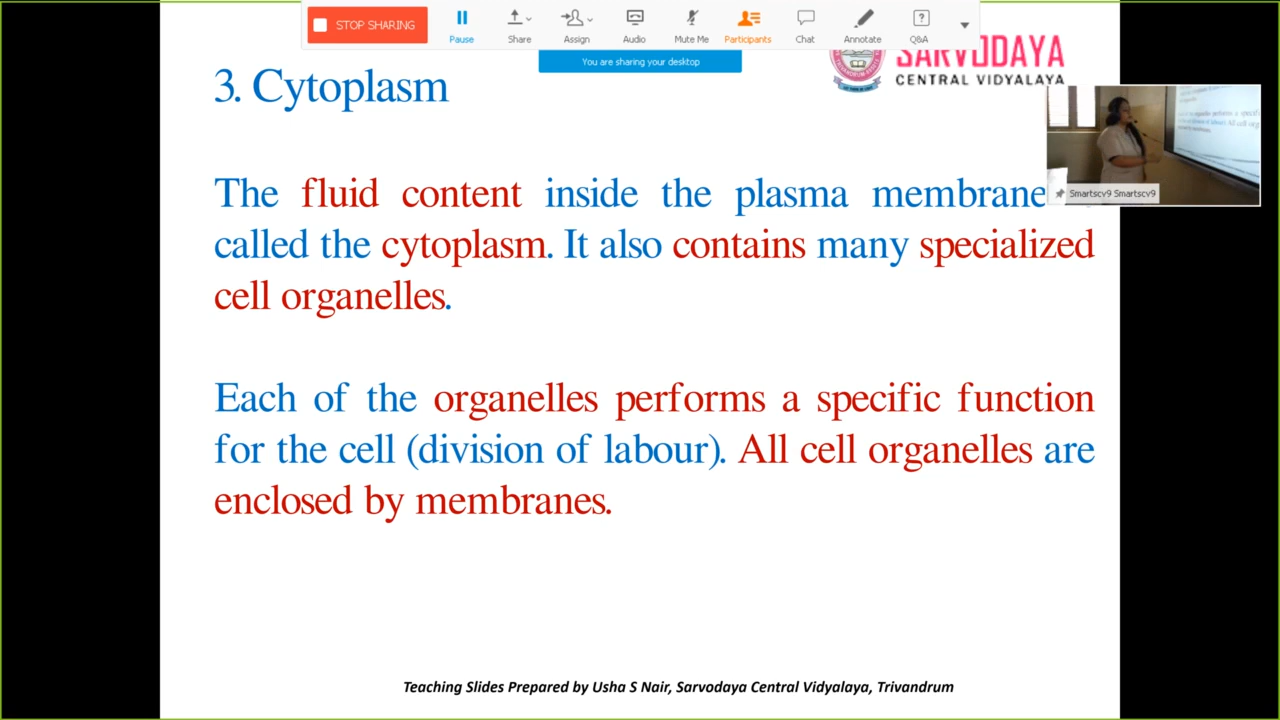 STOP SHARING
Pause
Share
Assign
Audio
Mute Me
Participants
Chat
Annotate
Q&A
You are sharing your desktop
SARVODAYA
CENTRAL VIDYALAYA
3. Cytoplasm
Smartscv9 Smartscv9
The fluid content inside the plasma membrane
called the cytoplasm. It also contains many specialized
cell organelles.
Each of the organelles performs a specific function
for the cell (division of labour). All cell organelles are
enclosed by membranes.
Teaching Slides Prepared by Usha S Nair, Sarvodaya Central Vidyalaya, Trivandrum